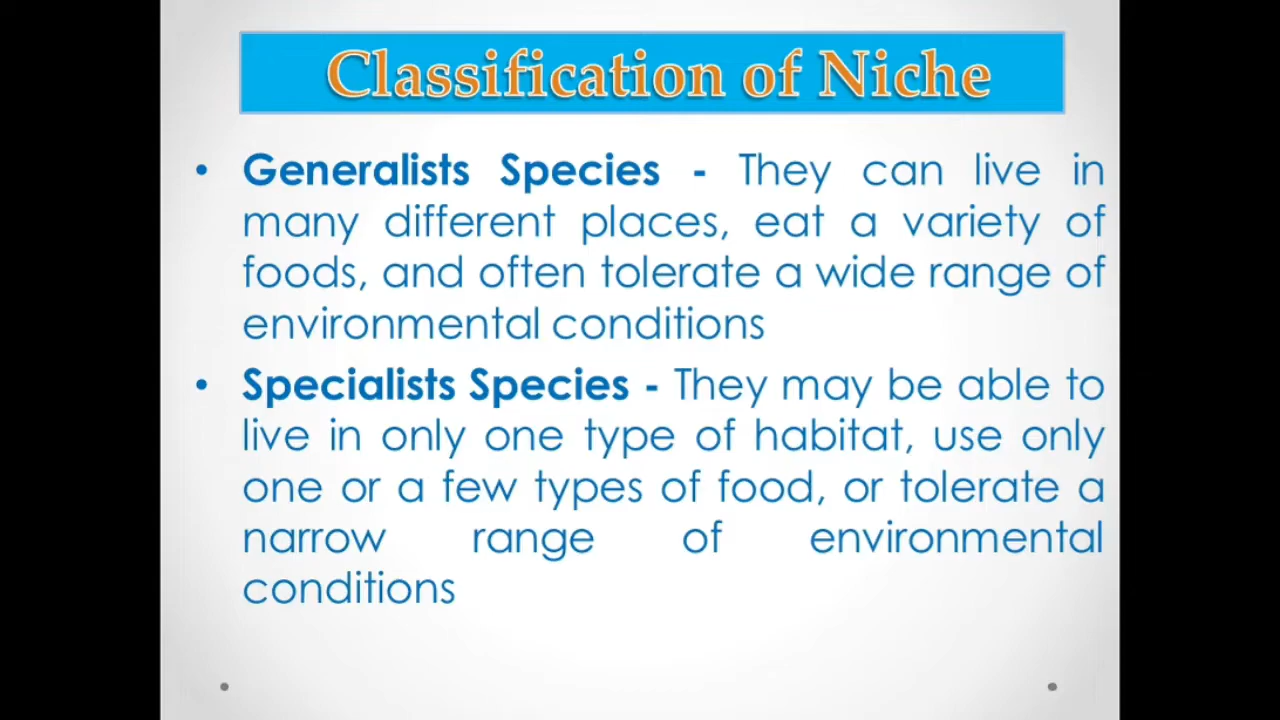 Classification of Niche
• Generalists Species - They can live in
many different places, eat a variety of
foods, and often tolerate a wide range of
environmental conditions
• Specialists Species - They may be able to
live in only one type of habitat, use only
one or a few types of food, or tolerate a
narrow range of environmental
conditions